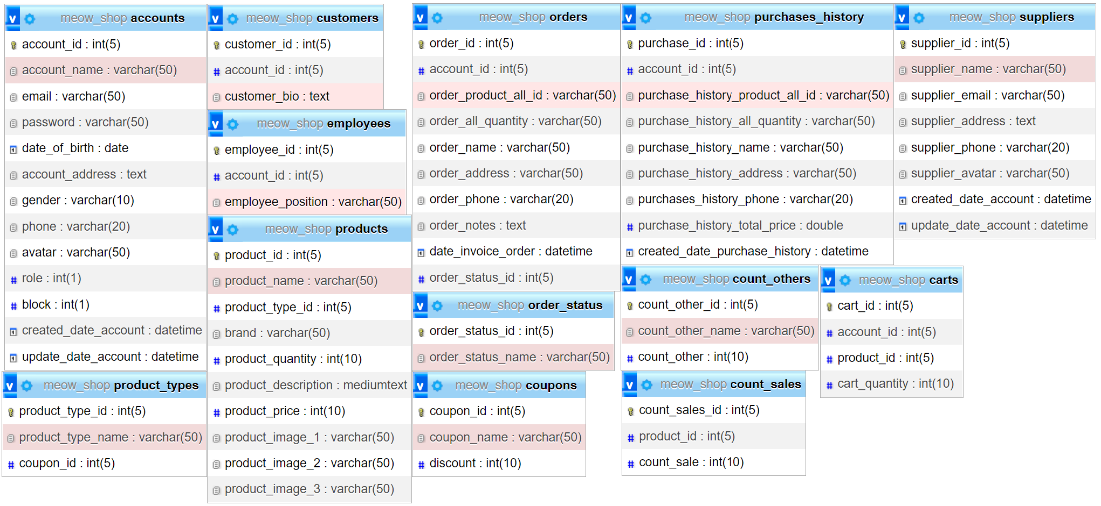 meow_shop accounts
account_id : int(5)
account_name : varchar(50)
email : varchar(50)
password : varchar(50)
date_of_birth : date
account_address : text
gender : varchar(10)
phone : varchar(20)
avatar : varchar(50)
role : int(1)
block : int(1)
created_date_account : datetime
update_date_account : datetime
meow_shop product_types
product_type_id : int(5)
product_type_name : varchar(50)
coupon_id : int(5)
meow_shop customers
customer_id : int(5)
account_id : int(5)
customer_bio : text
meow_shop employees
employee_id : int(5)
account_id : int(5)
employee_position : varchar(50)
meow_shop products
product_id : int(5)
product_name : varchar(50)
product_type_id : int(5)
brand : varchar(50)
product_quantity : int(10)
product_description : mediumtext
product_price : int(10)
product_image_1 : varchar(50)
product_image_2 : varchar(50)
product_image_3 : varchar(50)
meow_shop orders
order_id : int(5)
account_id : int(5)
order_product_all_id : varchar(50)
order_all_quantity : varchar(50)
order_name : varchar(50)
order_address : varchar(50)
order_phone : varchar(20)
order_notes : text
date_invoice_order : datetime
order_status_id : int(5)
meow_shop order_status
order_status_id : int(5)
order_status_name : varchar(50)
meow_shop coupons
coupon_id : int(5)
coupon_name : varchar(50)
discount : int(10)
meow_shop purchases_history
purchase_id : int(5)
account_id : int(5)
purchase_history_product_all_id : varchar(50)
purchase_history_all_quantity : varchar(50)
purchase_history_name : varchar(50)
purchase_history_address : varchar(50)
purchases_history_phone : varchar(20)
purchase_history_total_price : double
created_date_purchase_history : datetime
meow_shop count_others
count_other_id : int(5)
count_other_name : varchar(50)
count_other : int(10)
meow_shop count_sales
count_sales_id : int(5)
product_id : int(5)
count_sale : int(10)
meow_shop suppliers
supplier_id : int(5)
supplier_name : varchar(50)
supplier_email : varchar(50)
supplier_address : text
supplier_phone : varchar(20)
supplier_avatar : varchar(50)
created_date_account : datetime
update_date_account : datetime
meow_shop carts
cart_id : int(5)
account_id : int(5)
product_id : int(5)
cart_quantity : int(10)